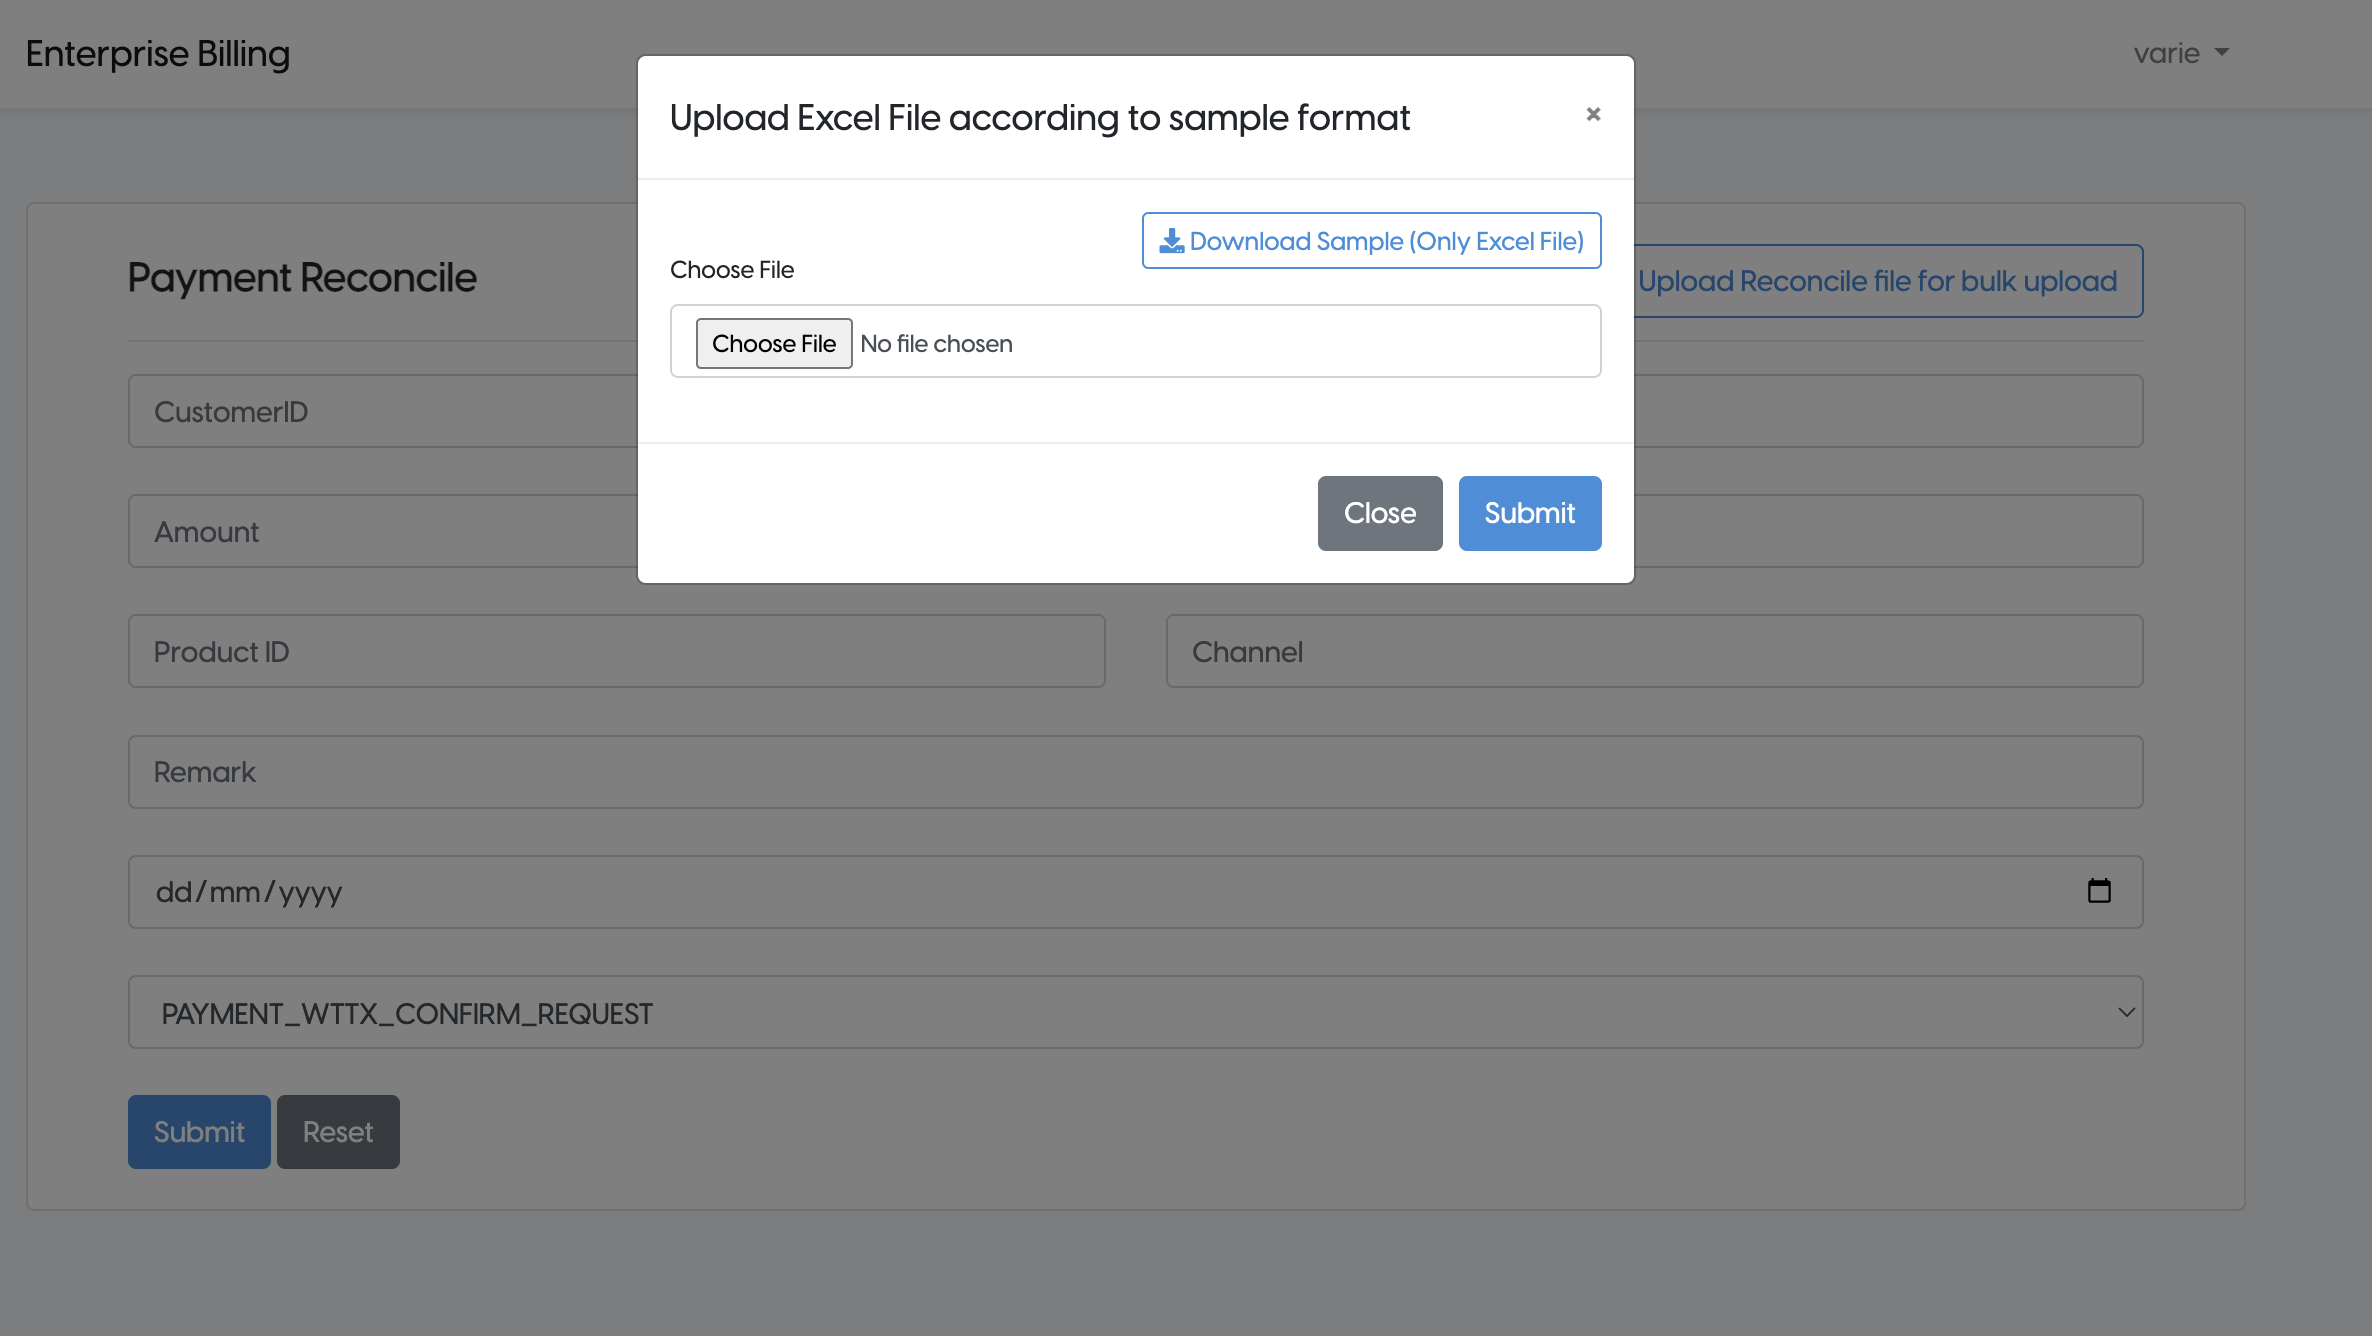 Enterprise Billing
varie
Upload Excel File according to sample format
×
Download Sample (Only Excel File)
Choose File
Choose File No file chosen
Close
Submit
Payment Reconcile
Upload Reconcile file for bulk upload
CustomerID
Amount
Product ID
Channel
Remark
dd/mm/yyyy
PAYMENT_WTTX_CONFIRM_REQUEST
Submit
Reset